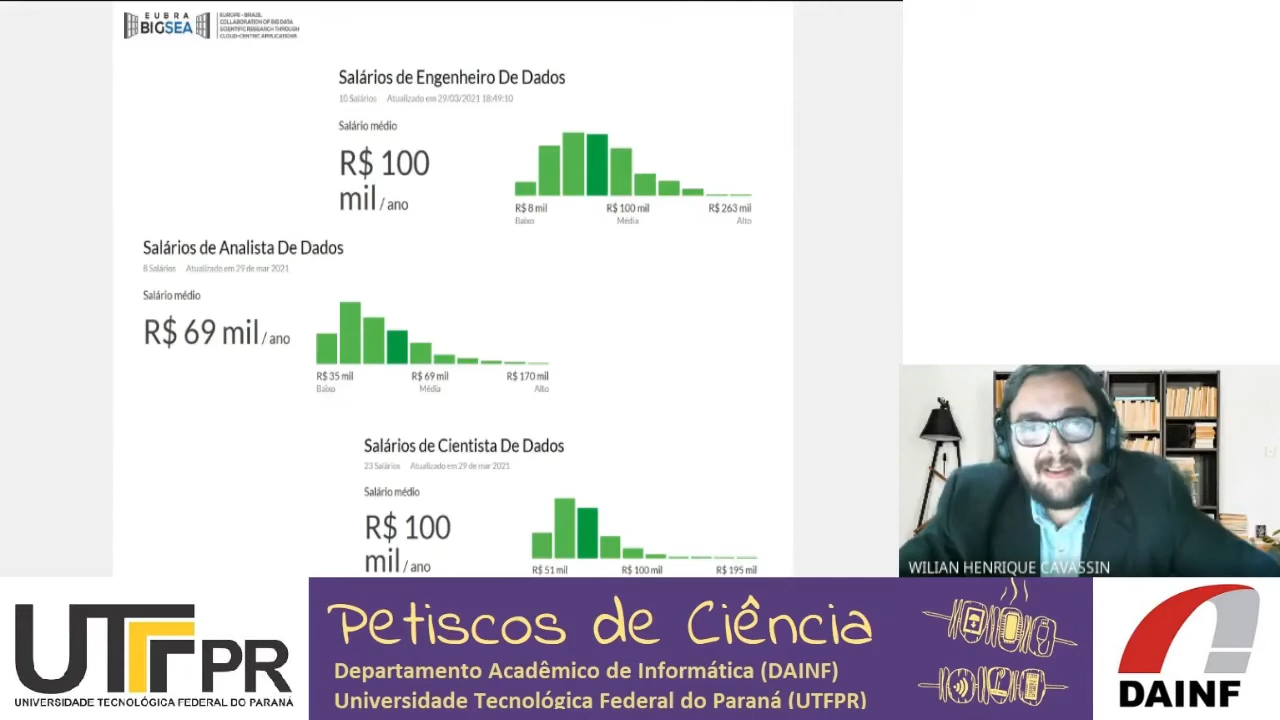 EUBRA
BIGSEA
EUROPE - BRAZIL
COLLABORATION OF BIG DATA
SCIENTIFIC RESEARCH THROUGH
CLOUD-CENTRIC APPLICATIONS
Salários de Engenheiro De Dados
10 Salários Atualizado em 29/03/2021 18:49:10
Salário médio
R$ 100
mil / ano
R$ 8 mil R$ 100 mil R$ 263 mil
Baixo Média Alto
Salários de Analista De Dados
8 Salários Atualizado em 29 de mar 2021
Salário médio
R$ 69 mil / ano
R$ 35 mil R$ 69 mil R$ 170 mil
Baixo Média Alto
Salários de Cientista De Dados
23 Salários Atualizado em 29 de mar 2021
Salário médio
R$ 100
mil / ano
R$ 51 mil R$ 100 mil R$ 195 mil
WILIAN HENRIQUE CAVASSIN
UTFPR
UNIVERSIDADE TECNOLÓGICA FEDERAL DO PARANÁ
Petiscos de Ciência
Departamento Acadêmico de Informática (DAINF)
Universidade Tecnológica Federal do Paraná (UTFPR)
DAINF